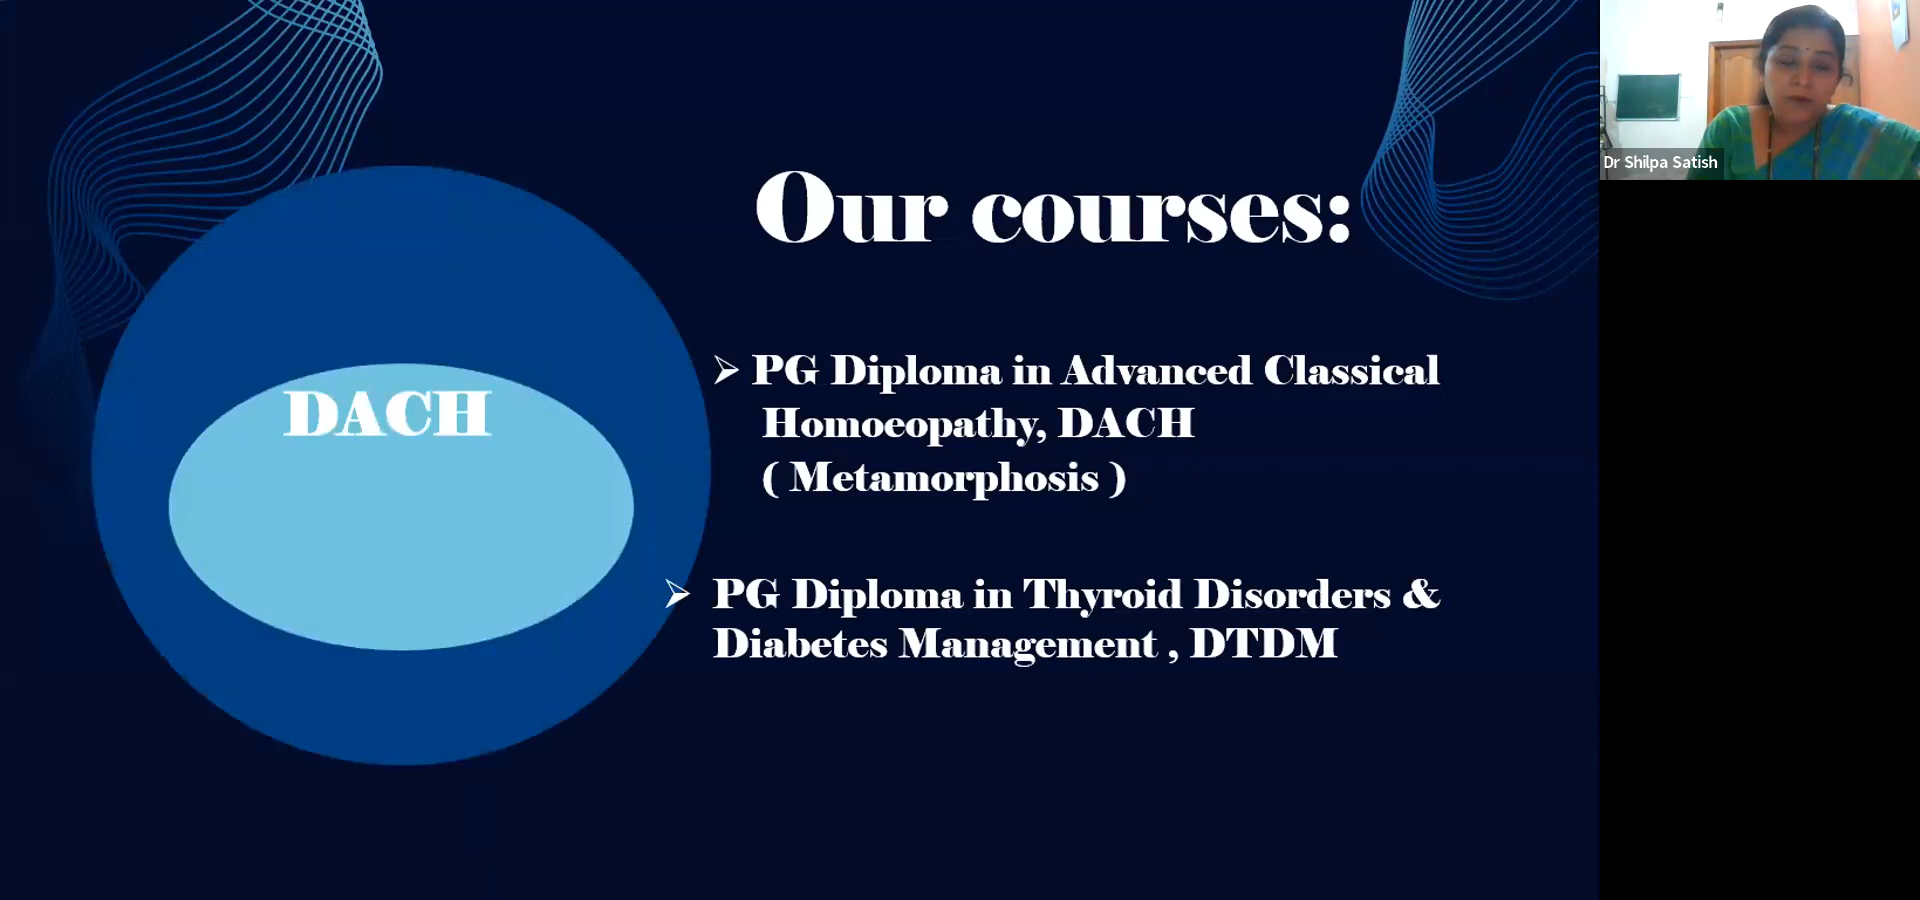 Our courses:
➢ PG Diploma in Advanced Classical
Homoeopathy, DACH
( Metamorphosis )
➢ PG Diploma in Thyroid Disorders &
Diabetes Management , DTDM
DACH
Dr Shilpa Satish